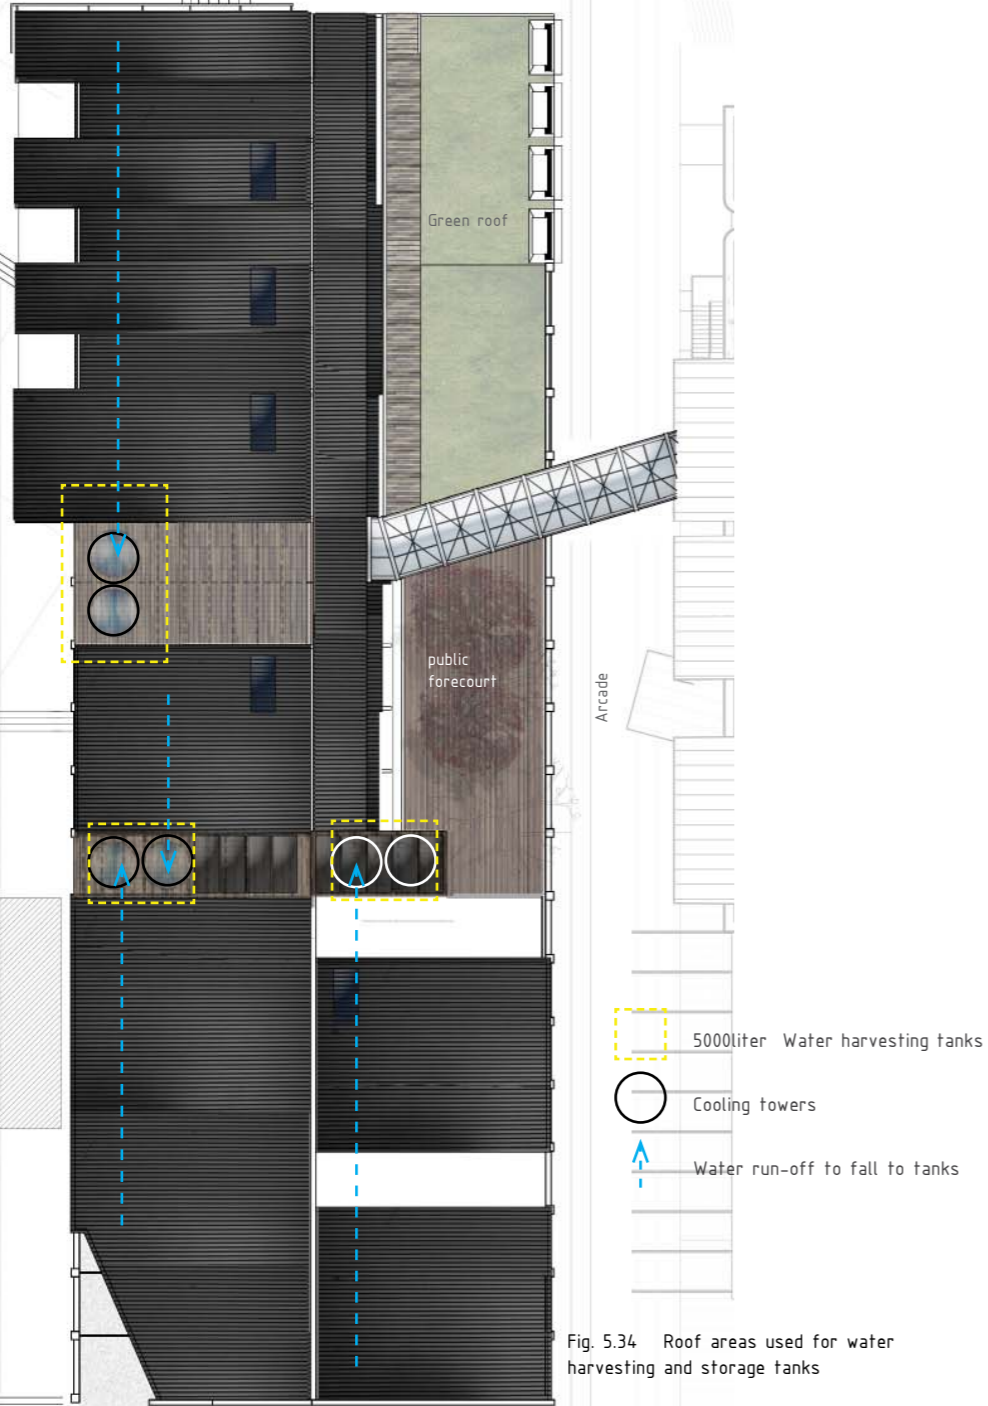 Green roof
public
forecourt
Arcade
5000liter Water harvesting tanks
Cooling towers
Water run-off to fall to tanks
Fig. 5.34 Roof areas used for water
harvesting and storage tanks